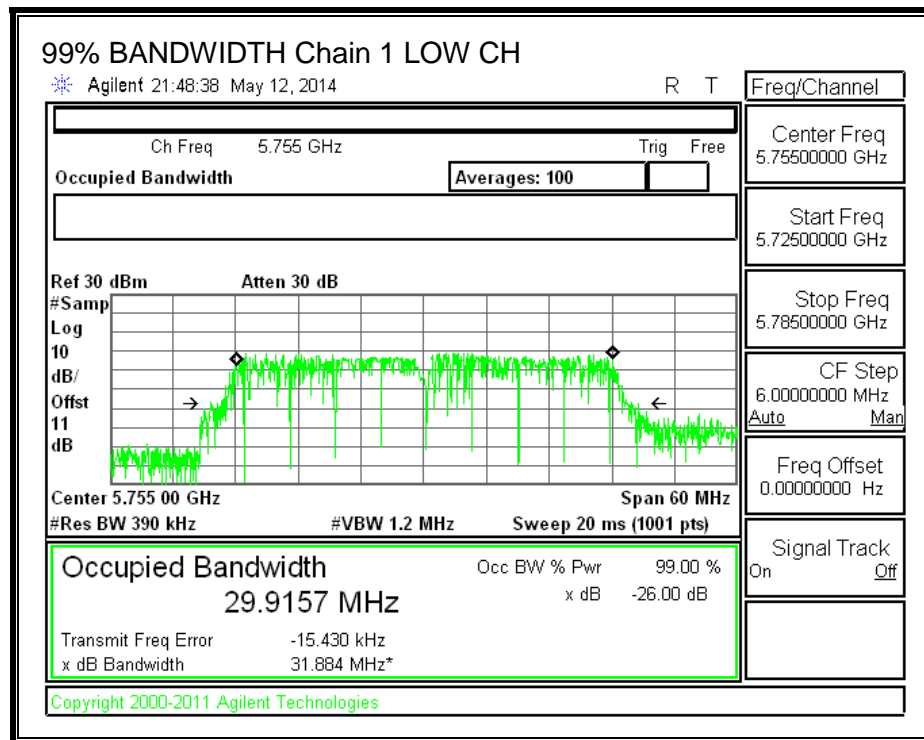 99% BANDWIDTH Chain 1 LOW CH
Agilent 21:48:38 May 12, 2014 R T
Freq/Channel
Ch Freq 5.755 GHz Trig Free
Occupied Bandwidth Averages: 100
Center Freq
5.75500000 GHz
Start Freq
5.72500000 GHz
Stop Freq
5.78500000 GHz
CF Step
6.00000000 MHz
Auto Man
Freq Offset
0.00000000 Hz
Signal Track
On Off
Ref 30 dBm Atten 30 dB
#Samp
Log
10
dB/
Offst
11
dB
Center 5.755 00 GHz Span 60 MHz
#Res BW 390 kHz #VBW 1.2 MHz Sweep 20 ms (1001 pts)
Occupied Bandwidth Occ BW % Pwr 99.00 %
29.9157 MHz x dB -26.00 dB
Transmit Freq Error -15.430 kHz
x dB Bandwidth 31.884 MHz*
Copyright 2000-2011 Agilent Technologies